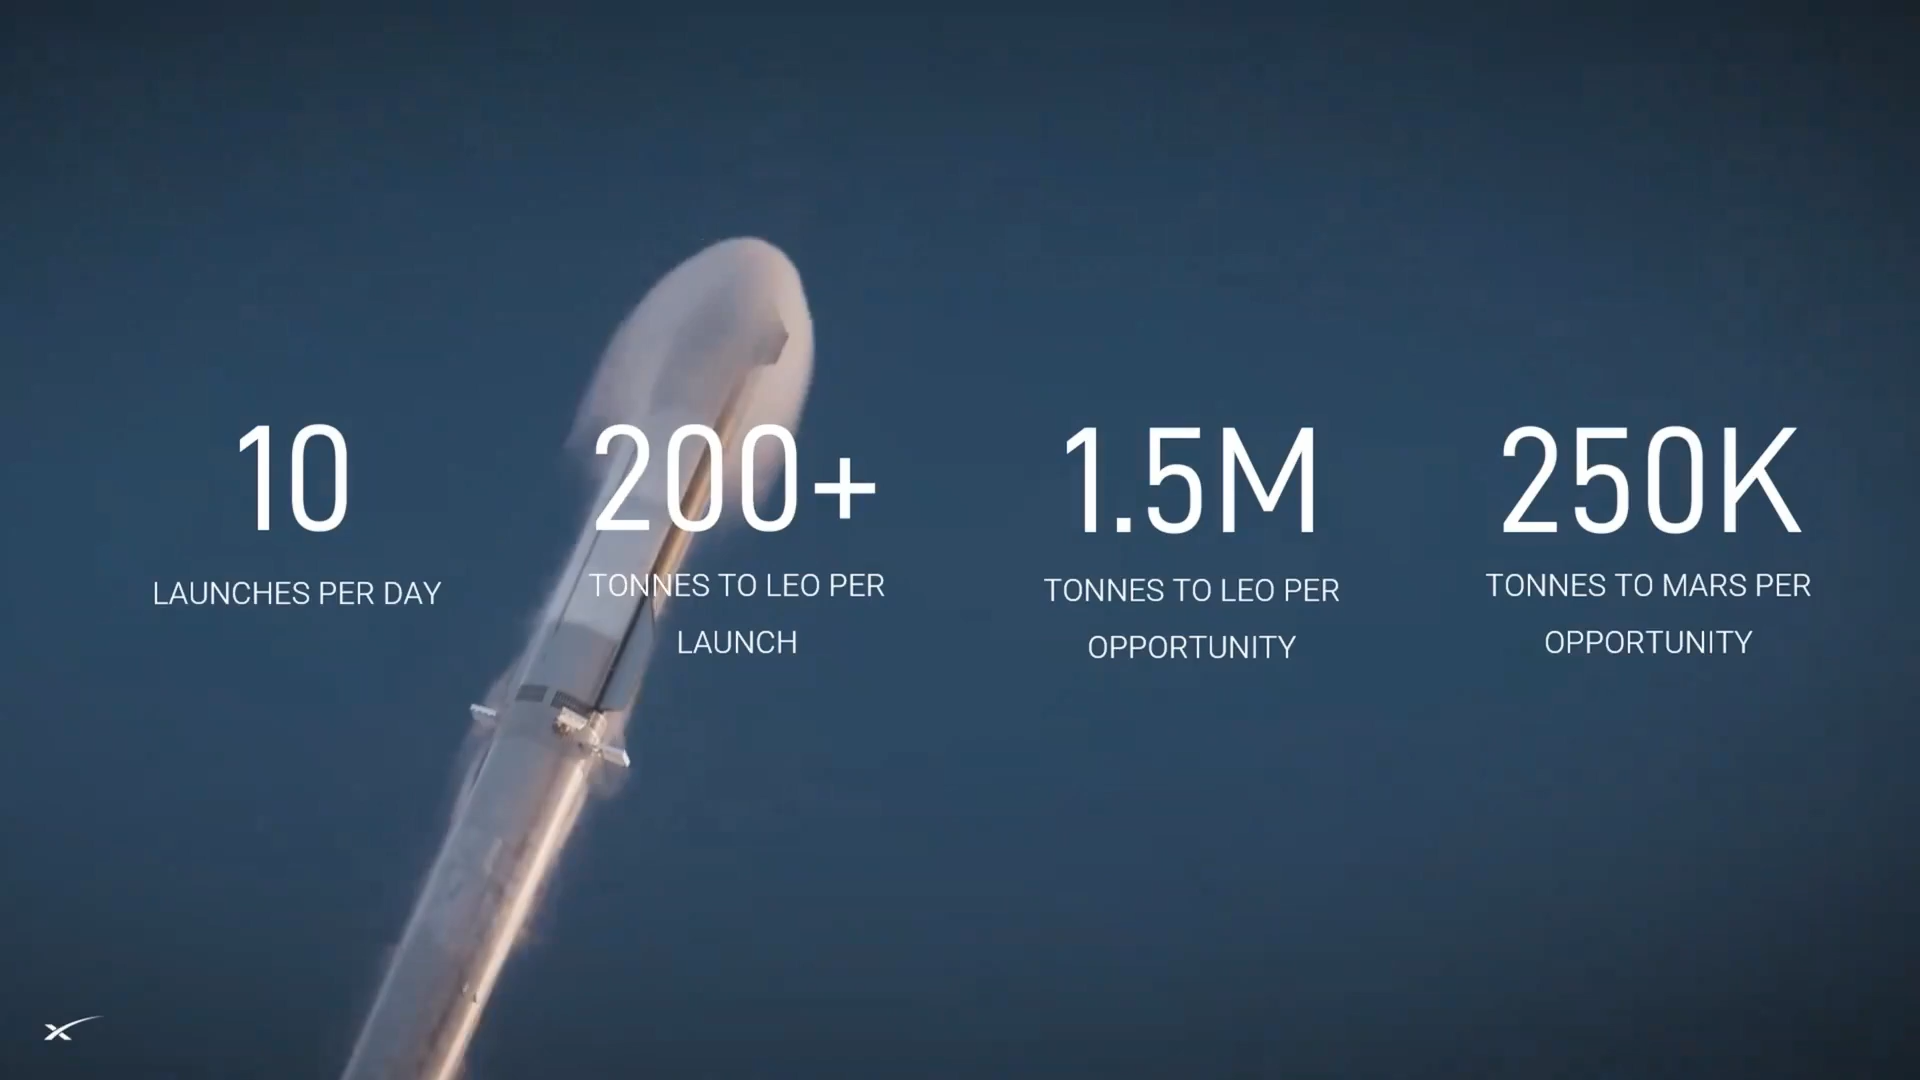 10
LAUNCHES PER DAY
200+
TONNES TO LEO PER
LAUNCH
1.5M
TONNES TO LEO PER
OPPORTUNITY
250K
TONNES TO MARS PER
OPPORTUNITY